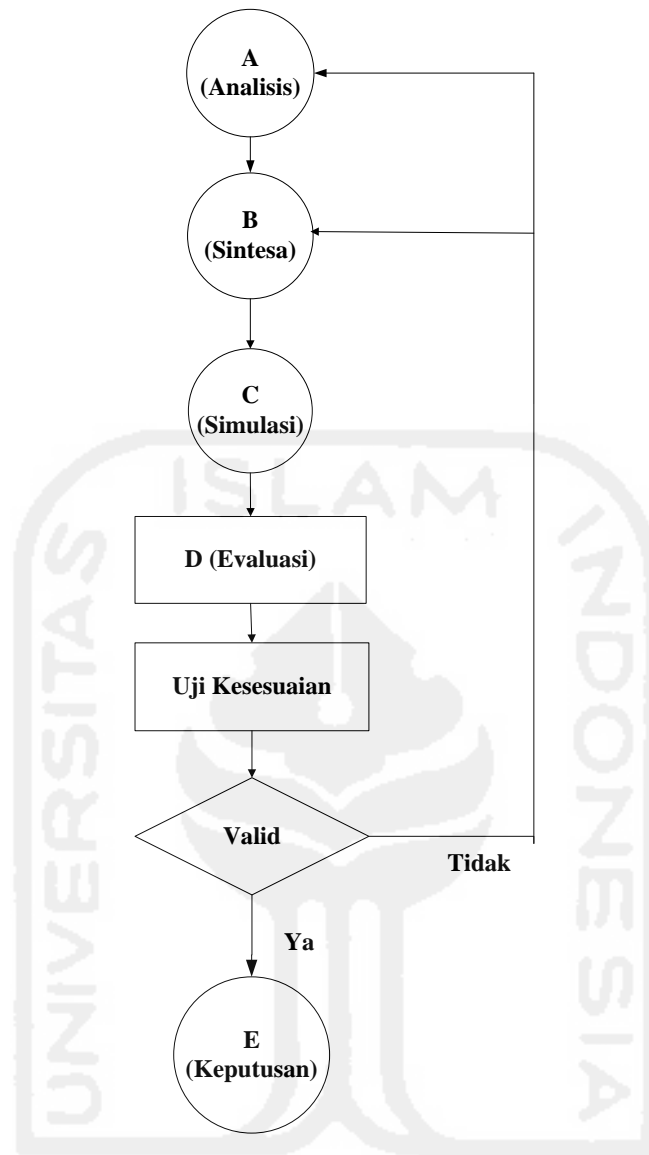 A
(Analisis)
B
(Sintesa)
C
(Simulasi)
ISLAM
UNIVERSITAS
INDONESIA
D (Evaluasi)
Uji Kesesuaian
Valid
Tidak
Ya
E
(Keputusan)